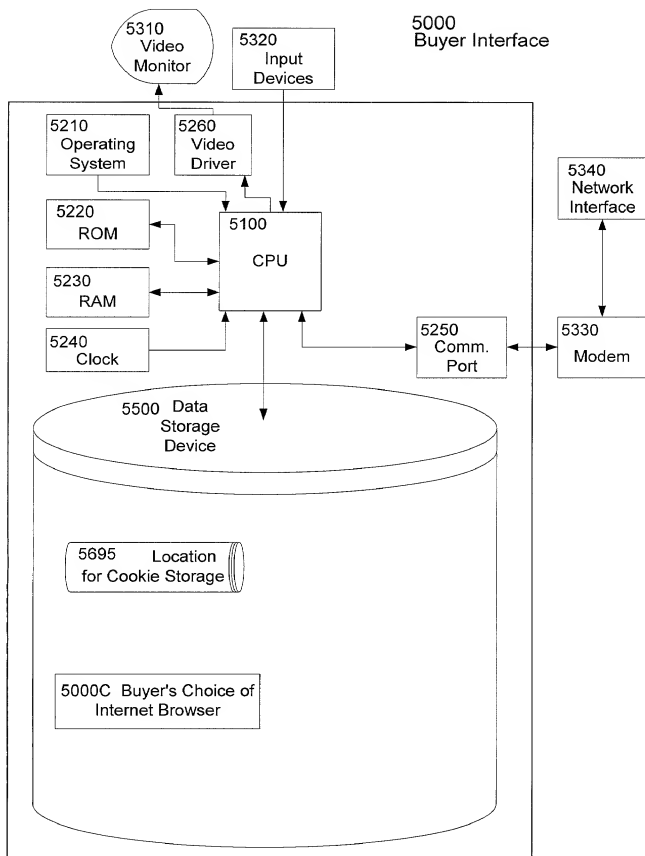 5310
Video
Monitor
5320
Input
Devices
5000
Buyer Interface
5210
Operating
System
5260
Video
Driver
5340
Network
Interface
5220
ROM
5100
CPU
5230
RAM
5240
Clock
5250
Comm.
Port
5330
Modem
5500 Data
Storage
Device
5695 Location
for Cookie Storage
5000C Buyer's Choice of
Internet Browser